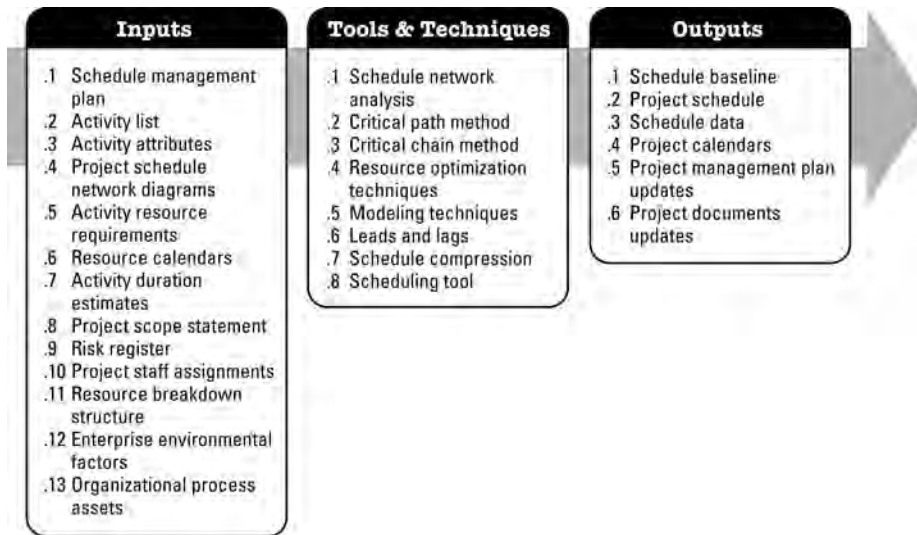 Inputs
.1 Schedule management
plan
.2 Activity list
.3 Activity attributes
.4 Project schedule
network diagrams
.5 Activity resource
requirements
.6 Resource calendars
.7 Activity duration
estimates
.8 Project scope statement
.9 Risk register
.10 Project staff assignments
.11 Resource breakdown
structure
.12 Enterprise environmental
factors
.13 Organizational process
assets
Tools & Techniques
.1 Schedule network
analysis
.2 Critical path method
.3 Critical chain method
.4 Resource optimization
techniques
.5 Modeling techniques
.6 Leads and lags
.7 Schedule compression
.8 Scheduling tool
Outputs
.1 Schedule baseline
.2 Project schedule
.3 Schedule data
.4 Project calendars
.5 Project management plan
updates
.6 Project documents
updates